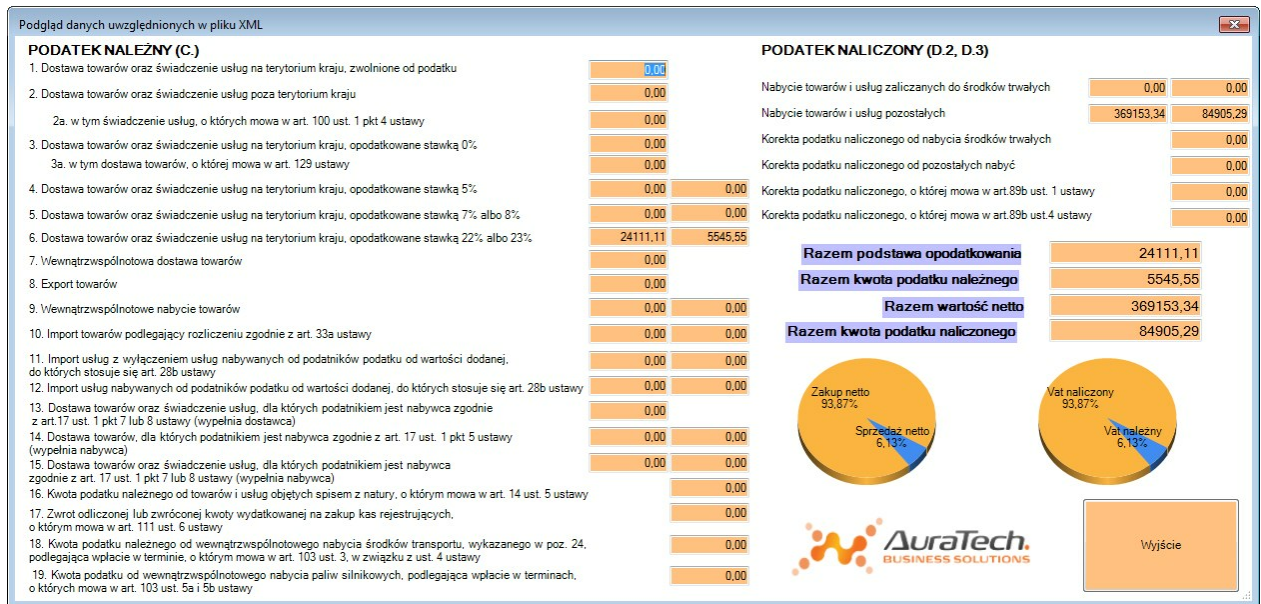 Podgląd danych uwzględnionych w pliku XML
PODATEK NALEŻNY (C.)
1. Dostawa towarów oraz świadczenie usług na terytorium kraju, zwolnione od podatku 0,00
2. Dostawa towarów oraz świadczenie usług poza terytorium kraju 0,00
2a. w tym świadczenie usług, o których mowa w art. 100 ust. 1 pkt 4 ustawy 0,00
3. Dostawa towarów oraz świadczenie usług na terytorium kraju, opodatkowane stawką 0% 0,00
3a. w tym dostawa towarów, o której mowa w art. 129 ustawy 0,00
4. Dostawa towarów oraz świadczenie usług na terytorium kraju, opodatkowane stawką 5% 0,00 0,00
5. Dostawa towarów oraz świadczenie usług na terytorium kraju, opodatkowane stawką 7% albo 8% 0,00 0,00
6. Dostawa towarów oraz świadczenie usług na terytorium kraju, opodatkowane stawką 22% albo 23% 24111,11 5545,55
7. Wewnątrzwspólnotowa dostawa towarów 0,00
8. Export towarów 0,00
9. Wewnątrzwspólnotowe nabycie towarów 0,00 0,00
10. Import towarów podlegający rozliczeniu zgodnie z art. 33a ustawy 0,00 0,00
11. Import usług z wyłączeniem usług nabywanych od podatników podatku od wartości dodanej,
do których stosuje się art. 28b ustawy 0,00 0,00
12. Import usług nabywanych od podatników podatku od wartości dodanej, do których stosuje się art. 28b ustawy 0,00 0,00
13. Dostawa towarów oraz świadczenie usług, dla których podatnikiem jest nabywca zgodnie
z art.17 ust. 1 pkt 7 lub 8 ustawy (wypełnia dostawca) 0,00
14. Dostawa towarów, dla których podatnikiem jest nabywca zgodnie z art. 17 ust. 1 pkt 5 ustawy
(wypełnia nabywca) 0,00 0,00
15. Dostawa towarów oraz świadczenie usług, dla których podatnikiem jest nabywca
zgodnie z art. 17 ust. 1 pkt 7 lub 8 ustawy (wypełnia nabywca) 0,00 0,00
16. Kwota podatku należnego od towarów i usług objętych spisem z natury, o którym mowa w art. 14 ust. 5 ustawy 0,00
17. Zwrot odliczonej lub zwróconej kwoty wydatkowanej na zakup kas rejestrujących,
o którym mowa w art. 111 ust. 6 ustawy 0,00
18. Kwota podatku należnego od wewnątrzwspólnotowego nabycia środków transportu, wykazanego w poz. 24,
podlegająca wpłacie w terminie, o którym mowa w art. 103 ust. 3, w związku z ust. 4 ustawy 0,00
19. Kwota podatku od wewnątrzwspólnotowego nabycia paliw silnikowych, podlegająca wpłacie w terminach,
o których mowa w art. 103 ust. 5a i 5b ustawy 0,00
PODATEK NALICZONY (D.2, D.3)
Nabycie towarów i usług zaliczanych do środków trwałych 0,00 0,00
Nabycie towarów i usług pozostałych 369153,34 84905,29
Korekta podatku naliczonego od nabycia środków trwałych 0,00
Korekta podatku naliczonego od pozostałych nabyć 0,00
Korekta podatku naliczonego, o której mowa w art.89b ust. 1 ustawy 0,00
Korekta podatku naliczonego, o której mowa w art.89b ust.4 ustawy 0,00
Razem podstawa opodatkowania 24111,11
Razem kwota podatku należnego 5545,55
Razem wartość netto 369153,34
Razem kwota podatku naliczonego 84905,29
Zakup netto
93,87%
Sprzedaż netto
6,13%
Vat naliczony
93,87%
Vat należny
6,13%
AuraTech.
BUSINESS SOLUTIONS
Wyjście